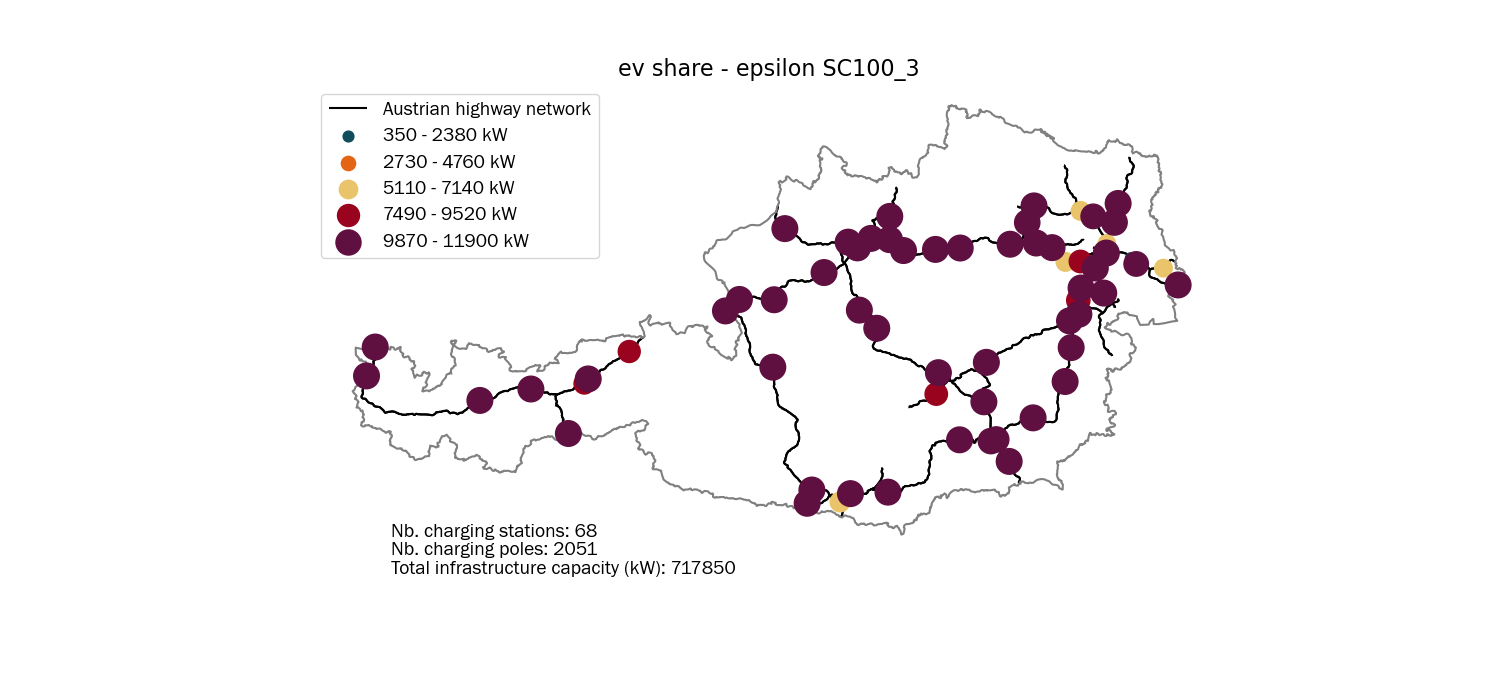 ev share - epsilon SC100_3
Austrian highway network
350 - 2380 kW
2730 - 4760 kW
5110 - 7140 kW
7490 - 9520 kW
9870 - 11900 kW
Nb. charging stations: 68
Nb. charging poles: 2051
Total infrastructure capacity (kW): 717850